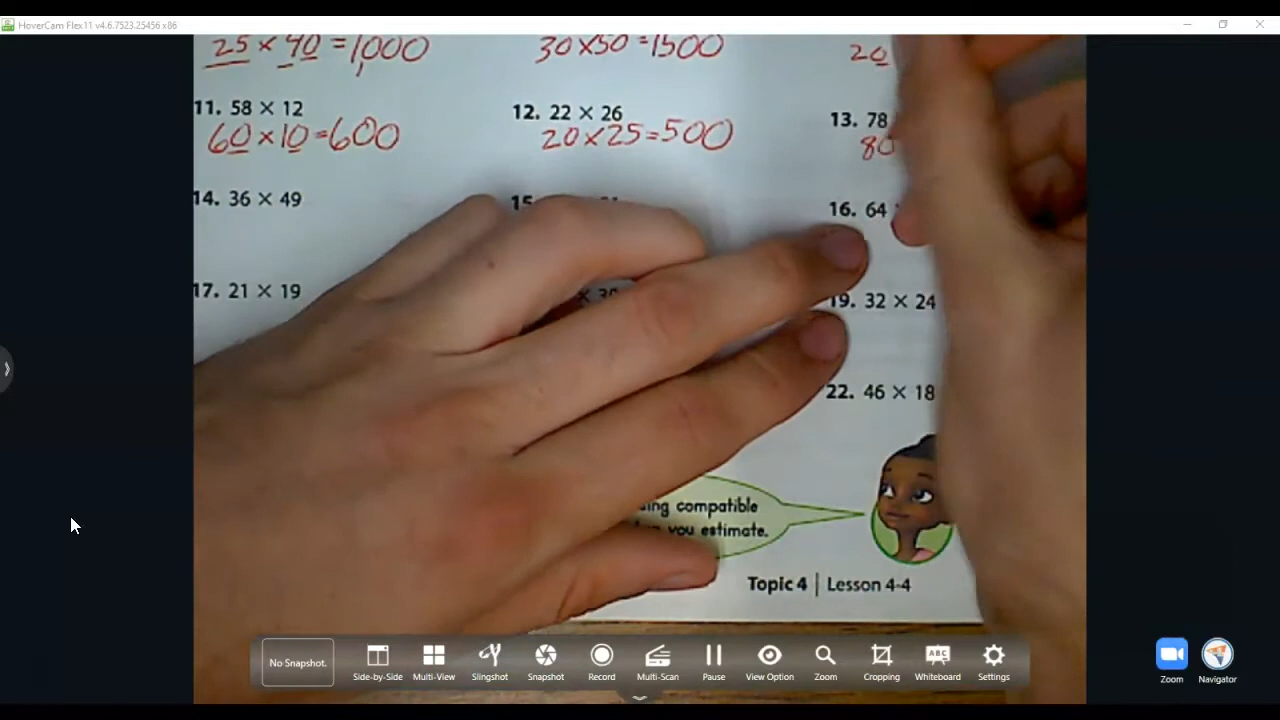 HoverCam Flex11 v4.6.7523.25456 x86
25 × 40 = 1,000
30 × 50 = 1500
20
11. 58 × 12
12. 22 × 26
13. 78
60 × 10 = 600
20 × 25 = 500
80
14. 36 × 49
15.
16. 64
17. 21 × 19
19. 32 × 24
22. 46 × 18
compatible
you estimate.
Topic 4 | Lesson 4-4
No Snapshot.
Side-by-Side
Multi-View
Slingshot
Snapshot
Record
Multi-Scan
Pause
View Option
Zoom
Cropping
ABC
Whiteboard
Settings
Zoom
Navigator